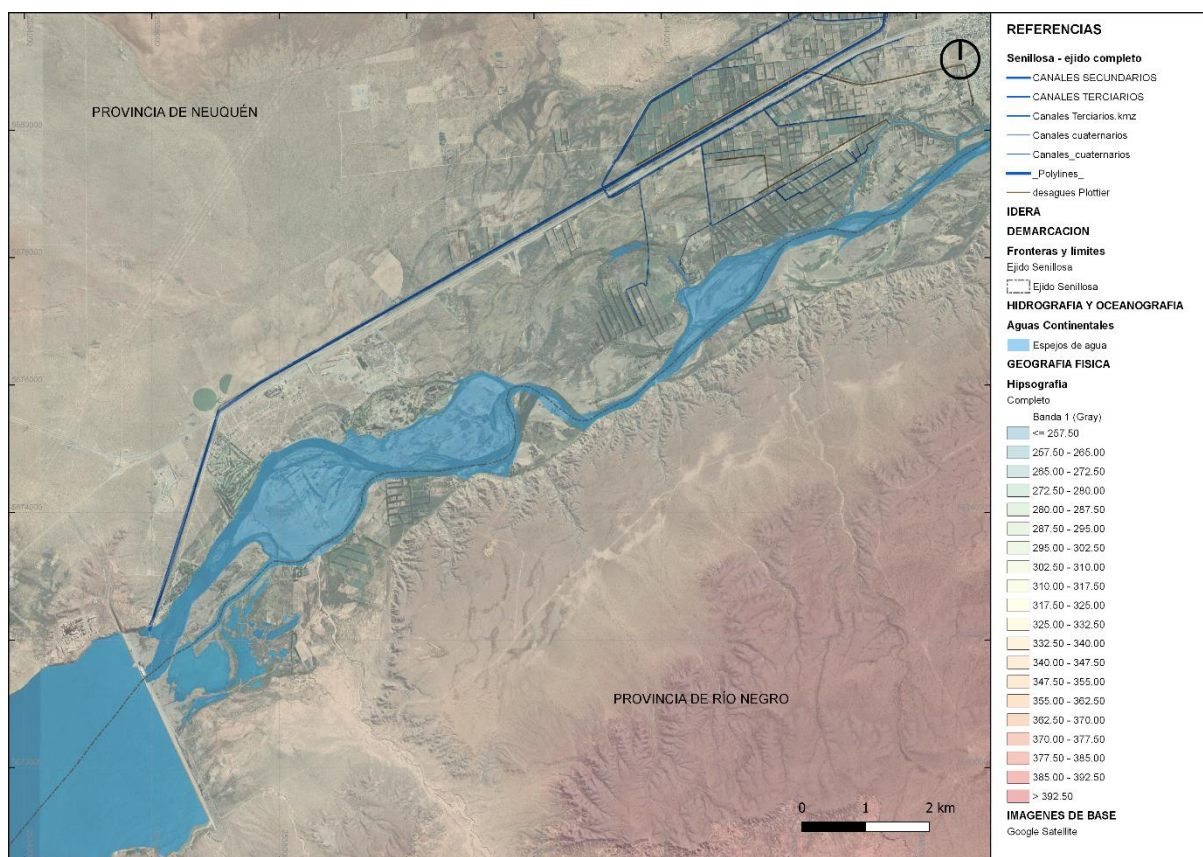 PROVINCIA DE NEUQUÉN
PROVINCIA DE RÍO NEGRO
0 1 2 km
REFERENCIAS
Senillosa - ejido completo
CANALES SECUNDARIOS
CANALES TERCIARIOS
Canales Terciarios.kmz
Canales cuaternarios
Canales_cuaternarios
_Polylines_
desagues Plottier
IDERA
DEMARCACION
Fronteras y límites
Ejido Senillosa
Ejido Senillosa
HIDROGRAFIA Y OCEANOGRAFIA
Aguas Continentales
Espejos de agua
GEOGRAFIA FISICA
Hipsografia
Completo
Banda 1 (Gray)
<= 257.50
257.50 - 265.00
265.00 - 272.50
272.50 - 280.00
280.00 - 287.50
287.50 - 295.00
295.00 - 302.50
302.50 - 310.00
310.00 - 317.50
317.50 - 325.00
325.00 - 332.50
332.50 - 340.00
340.00 - 347.50
347.50 - 355.00
355.00 - 362.50
362.50 - 370.00
370.00 - 377.50
377.50 - 385.00
385.00 - 392.50
> 392.50
IMAGENES DE BASE
Google Satellite